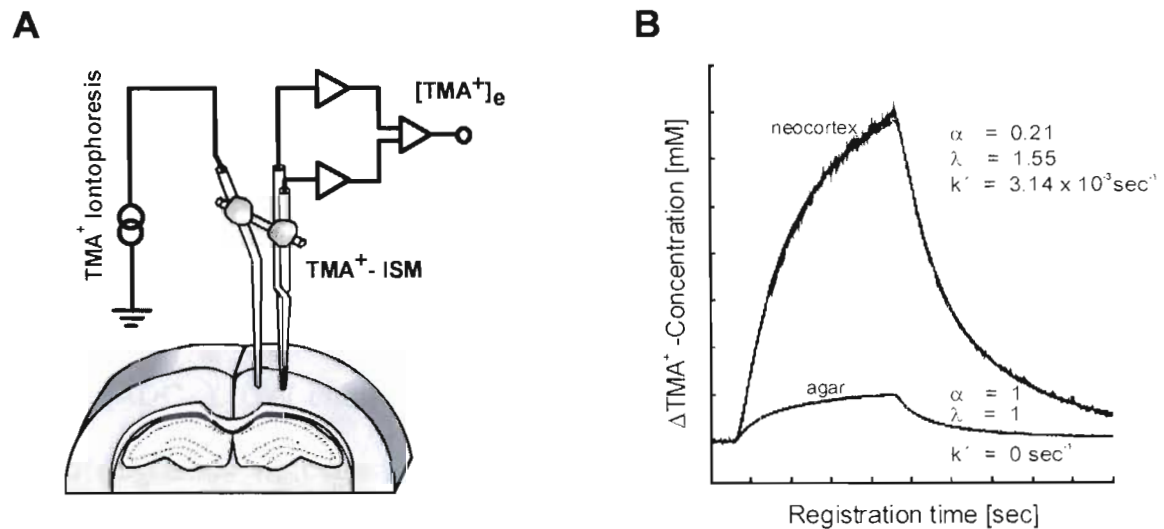 A
TMA⁺ Iontophoresis
[TMA⁺]e
TMA⁺- ISM
B
ΔTMA⁺ -Concentration [mM]
neocortex
α = 0.21
λ = 1.55
k´ = 3.14 x 10⁻³sec⁻¹
agar
α = 1
λ = 1
k´ = 0 sec⁻¹
Registration time [sec]